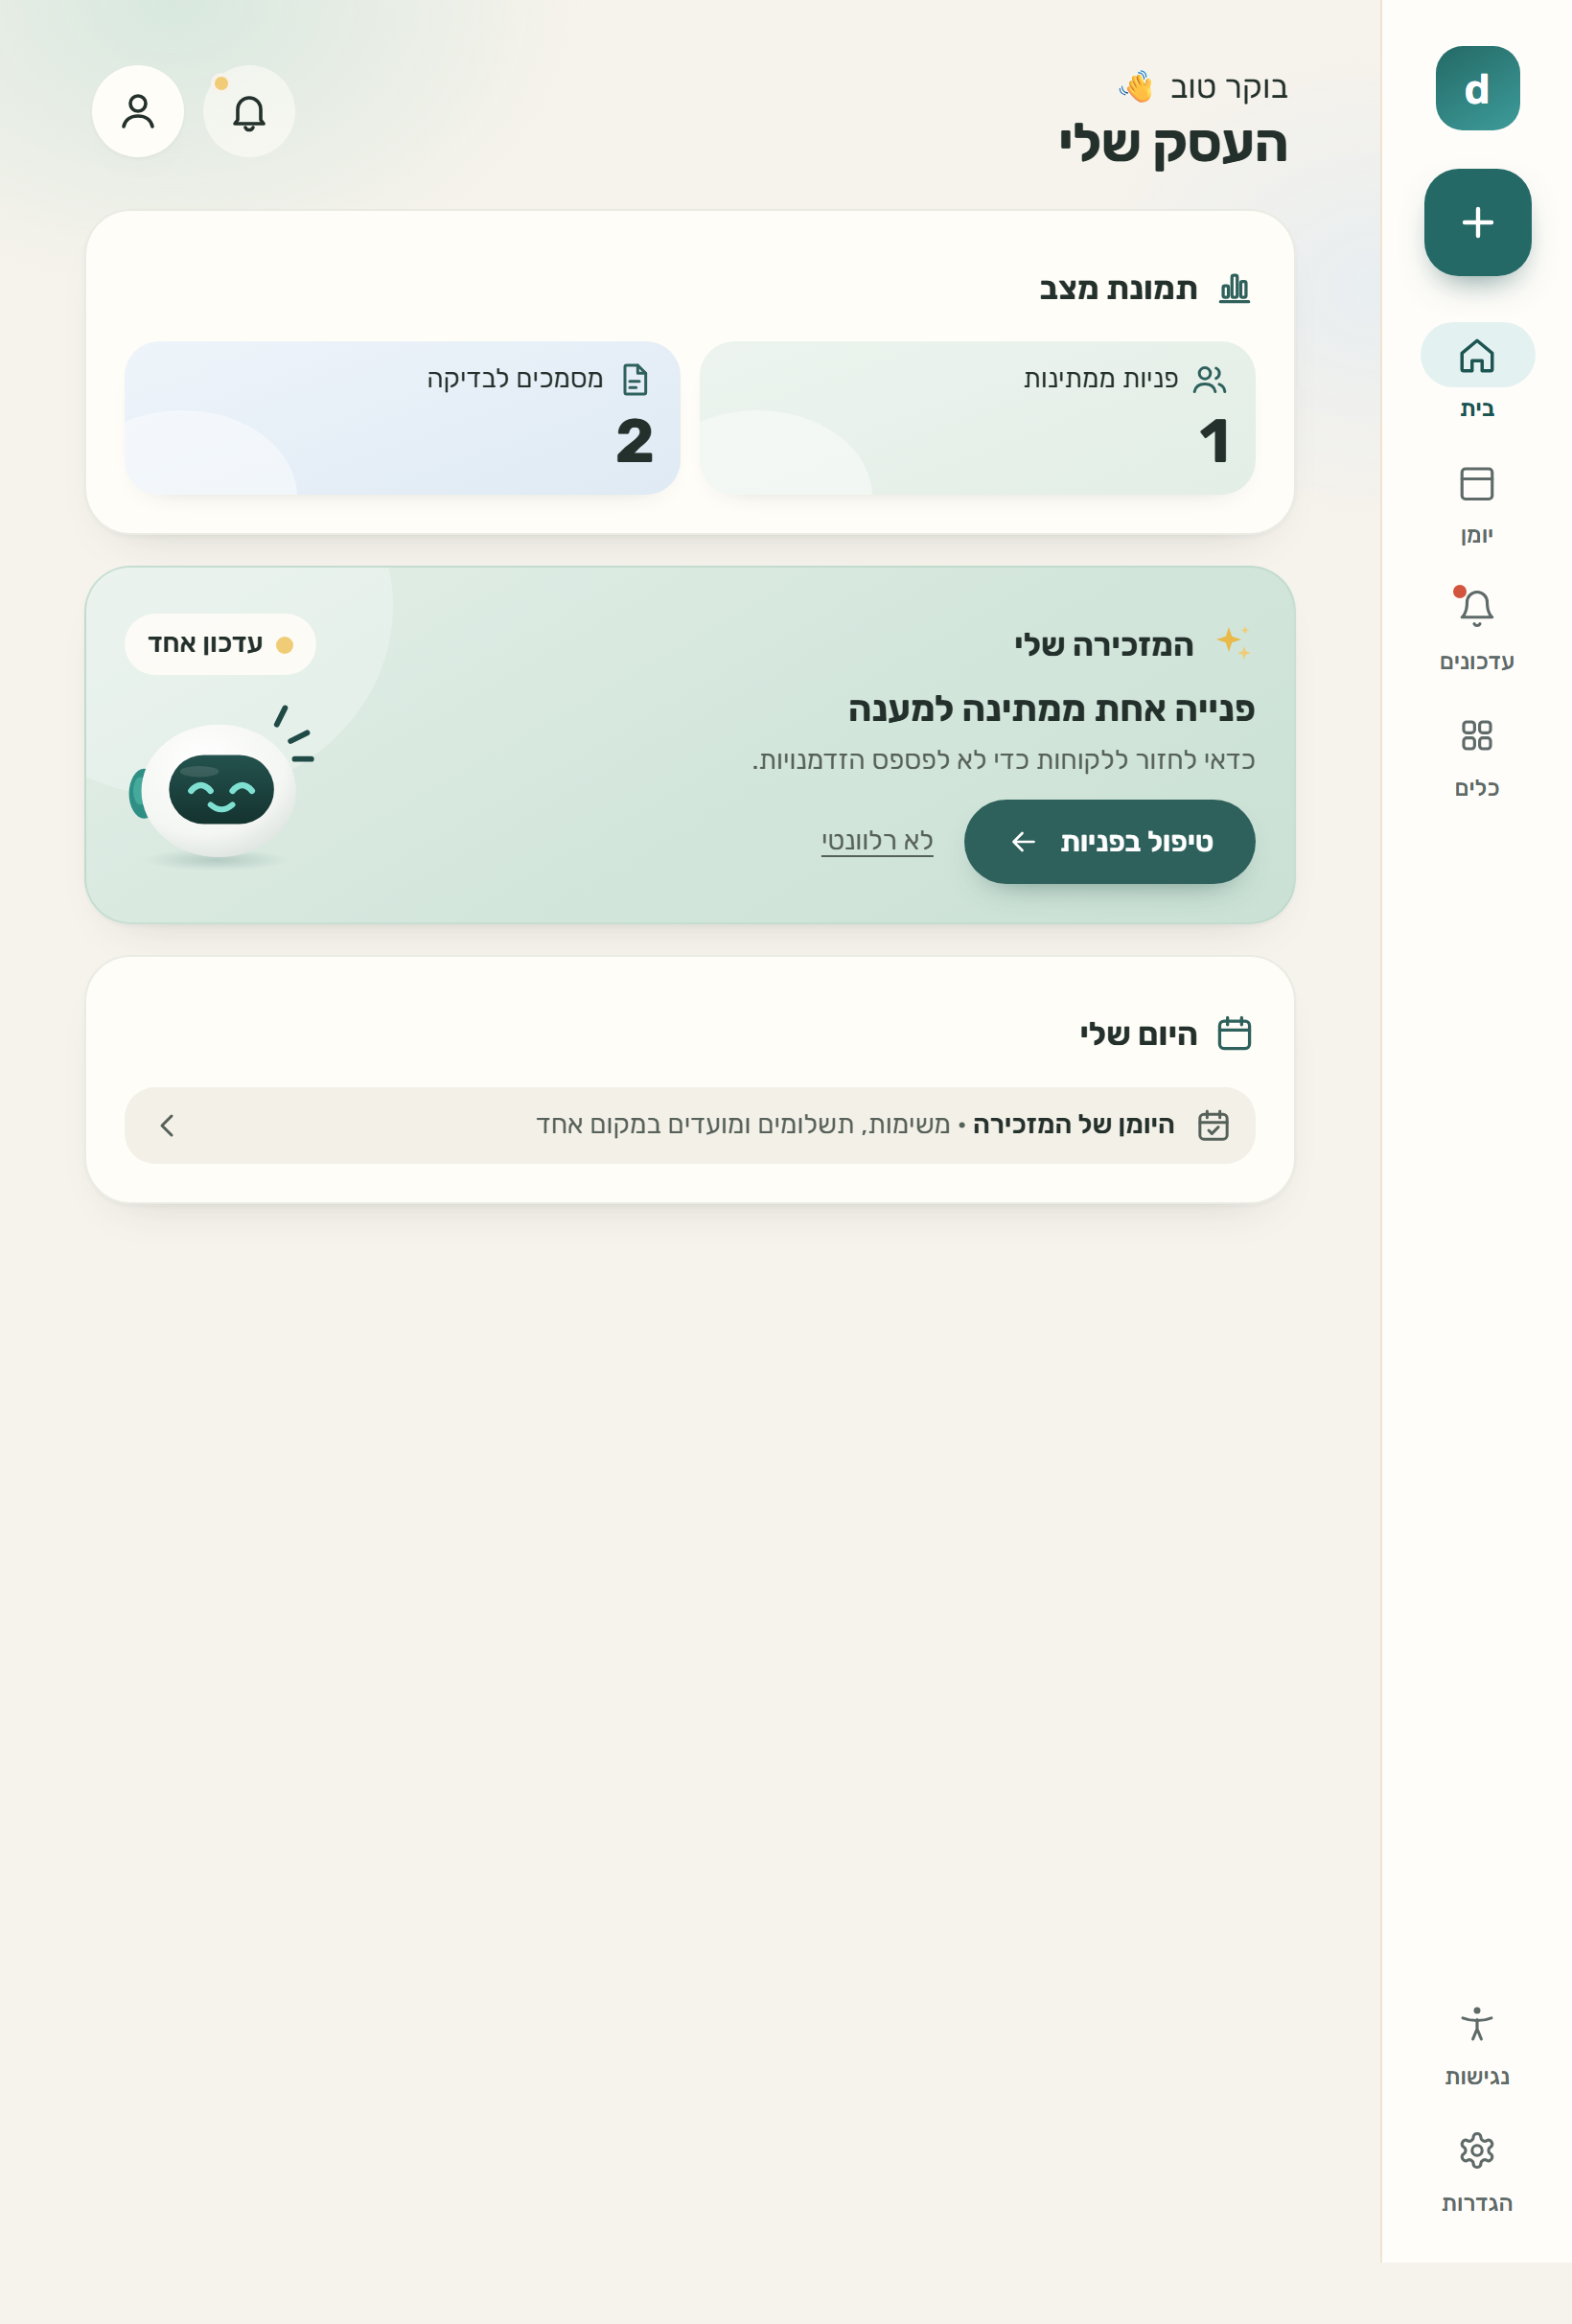 d
בית
יומן
עדכונים
כלים
נגישות
הגדרות
בוקר טוב 👋
העסק שלי
תמונת מצב
פניות ממתינות
1
מסמכים לבדיקה
2
המזכירה שלי
עדכון אחד
פנייה אחת ממתינה למענה
כדאי לחזור ללקוחות כדי לא לפספס הזדמנויות.
טיפול בפניות
לא רלוונטי
היום שלי
היומן של המזכירה • משימות, תשלומים ומועדים במקום אחד